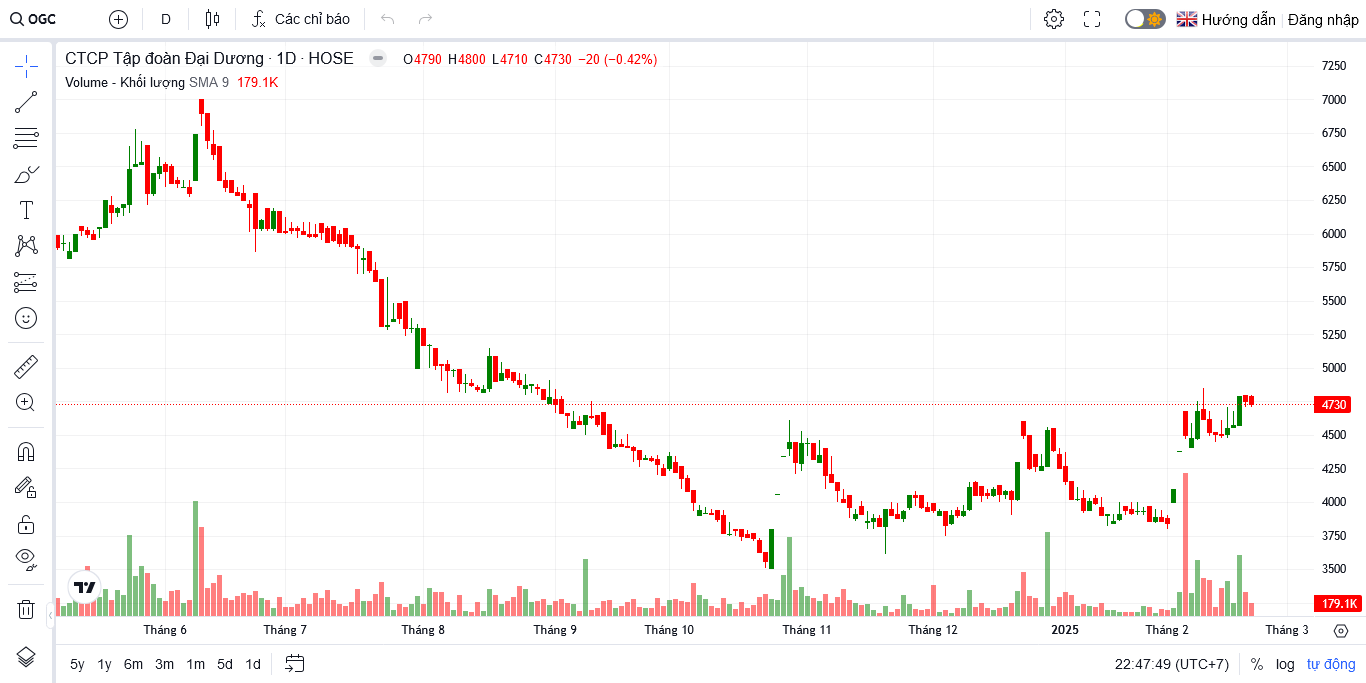 OGC D Các chỉ báo Hướng dẫn Đăng nhập
CTCP Tập đoàn Đại Dương · 1D · HOSE O4790 H4800 L4710 C4730 −20 (−0.42%)
Volume - Khối lượng SMA 9 179.1K
7250
7000
6750
6500
6250
6000
5750
5500
5250
5000
4730
4500
4250
4000
3750
3500
179.1K
Tháng 6 Tháng 7 Tháng 8 Tháng 9 Tháng 10 Tháng 11 Tháng 12 2025 Tháng 2 Tháng 3
5y 1y 6m 3m 1m 5d 1d 22:47:49 (UTC+7) % log tự động